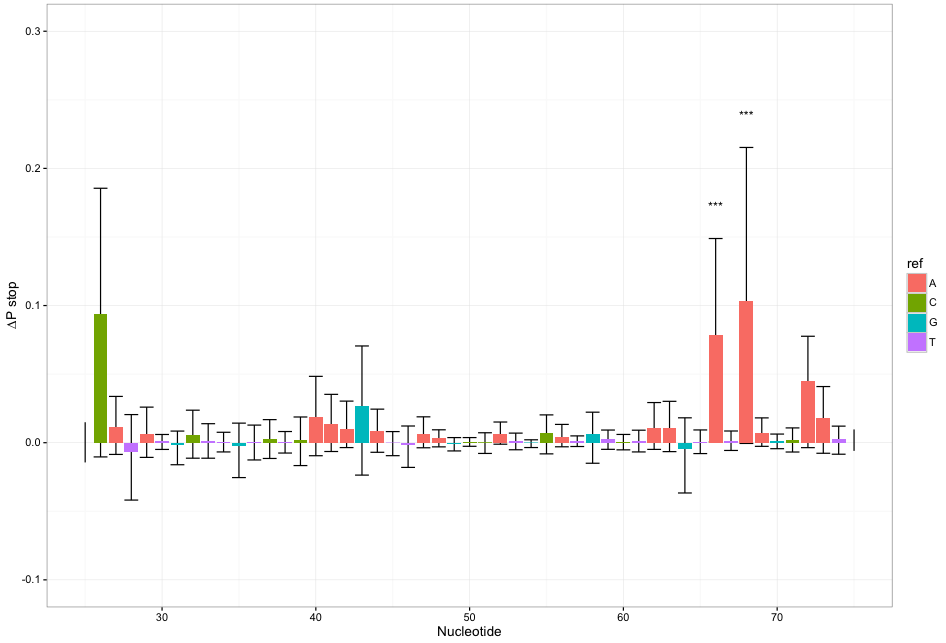 0.3
0.2
0.1
0.0
-0.1
ΔP stop
***
***
30 40 50 60 70
Nucleotide
ref
A
C
G
T